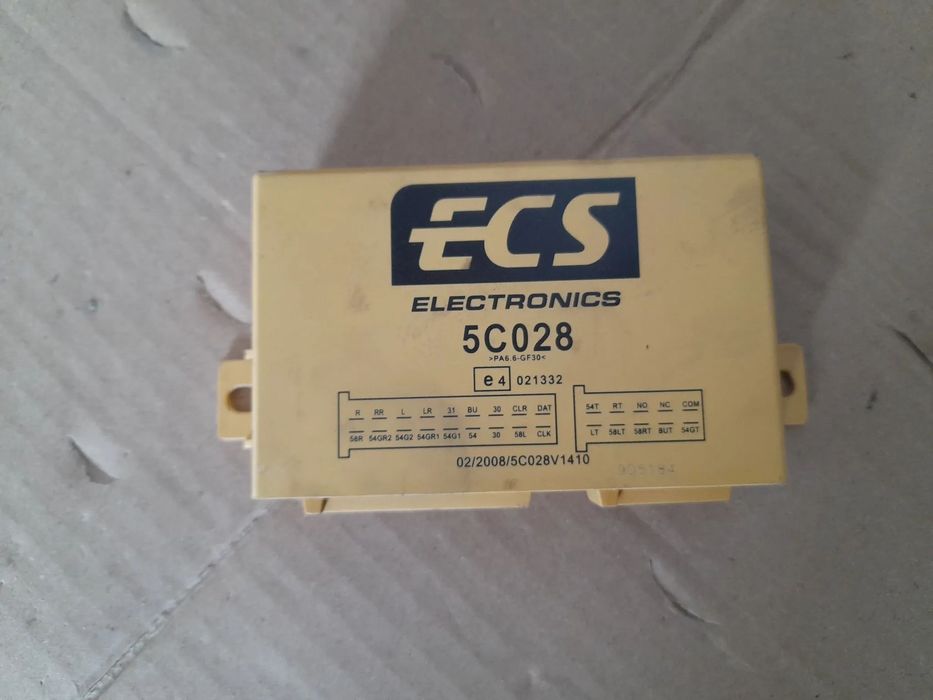 ECS
ELECTRONICS
5C028
>PA6.6-GF30<
e4 021332
R RR L LR 31 BU 30 CLR DAT
58R 54GR2 54G2 54GR1 54G1 54 30 58L CLK
54T RT NO NC COM
LT 58LT 58RT BUT 54GT
02/2008/5C028V1410
905184